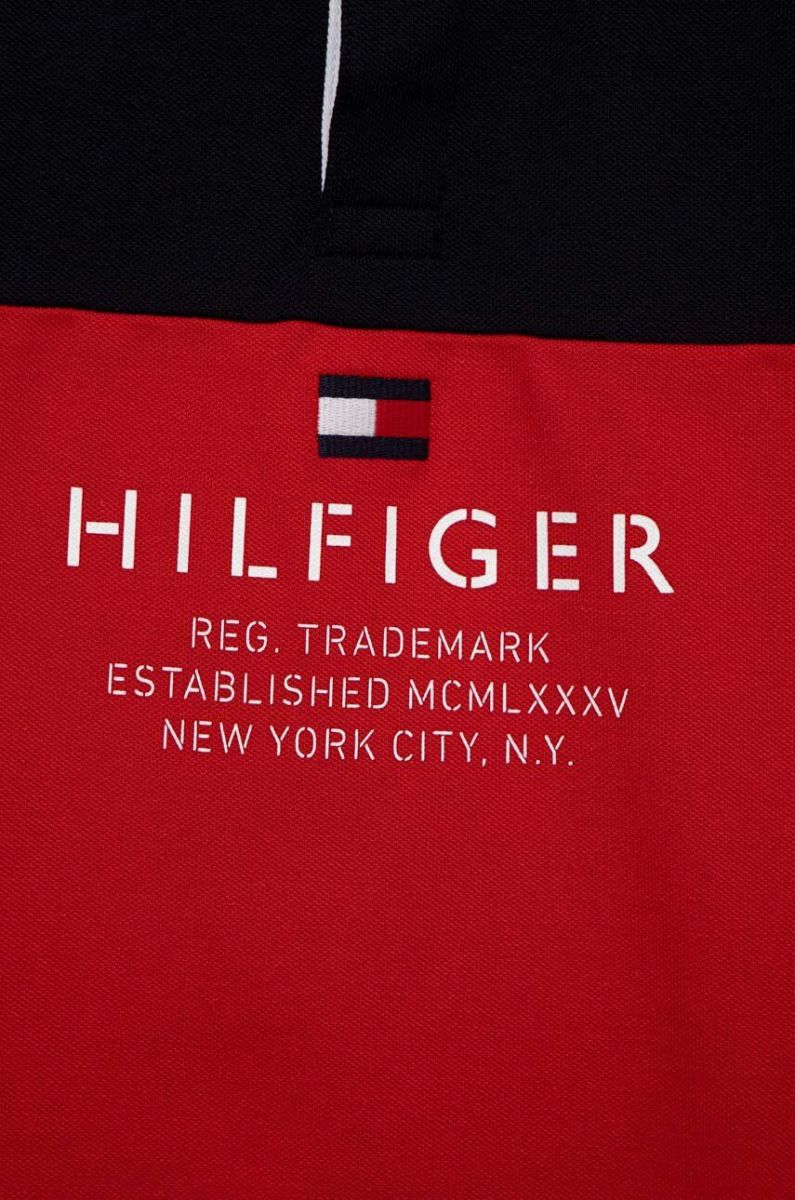 HILFIGER
REG. TRADEMARK
ESTABLISHED MCMLXXXV
NEW YORK CITY, N.Y.